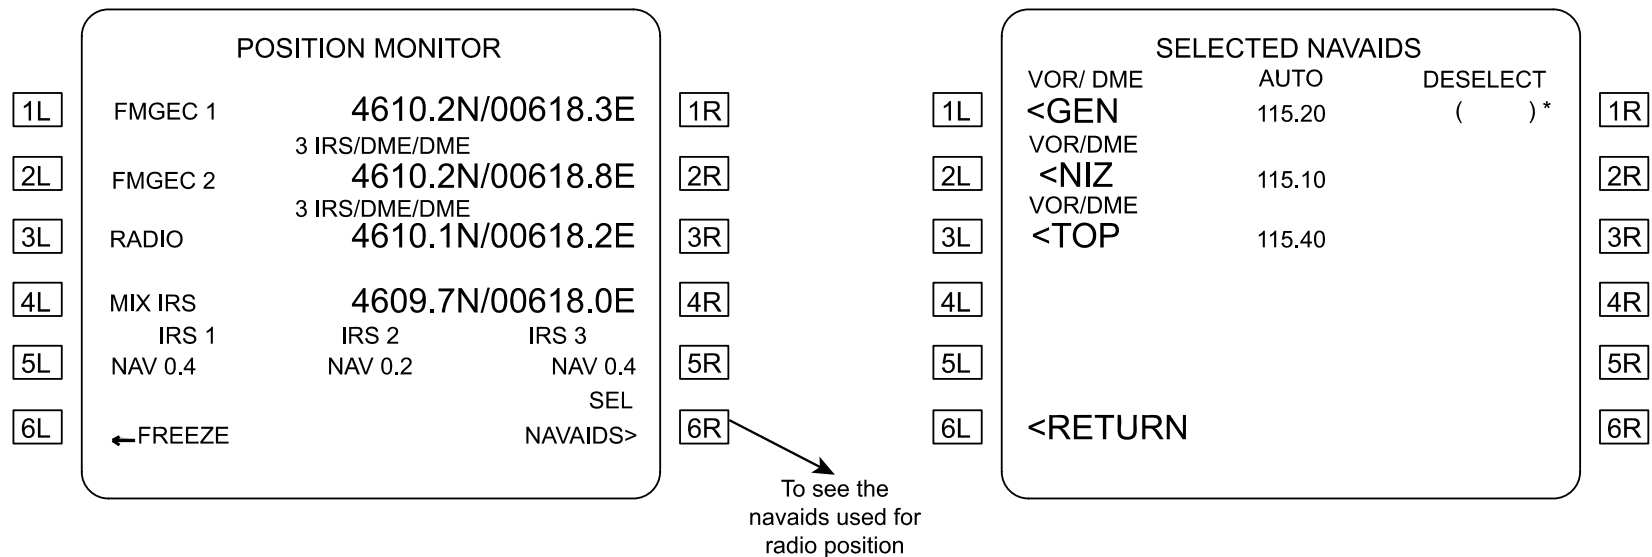 POSITION MONITOR
1L FMGEC 1 4610.2N/00618.3E 1R
3 IRS/DME/DME
2L FMGEC 2 4610.2N/00618.8E 2R
3 IRS/DME/DME
3L RADIO 4610.1N/00618.2E 3R
4L MIX IRS 4609.7N/00618.0E 4R
IRS 1 IRS 2 IRS 3
5L NAV 0.4 NAV 0.2 NAV 0.4 5R
SEL
6L ←FREEZE NAVAIDS> 6R
To see the
navaids used for
radio position
SELECTED NAVAIDS
VOR/ DME AUTO DESELECT
1L <GEN 115.20 ( )* 1R
VOR/DME
2L <NIZ 115.10 2R
VOR/DME
3L <TOP 115.40 3R
4L 4R
5L 5R
6L <RETURN 6R